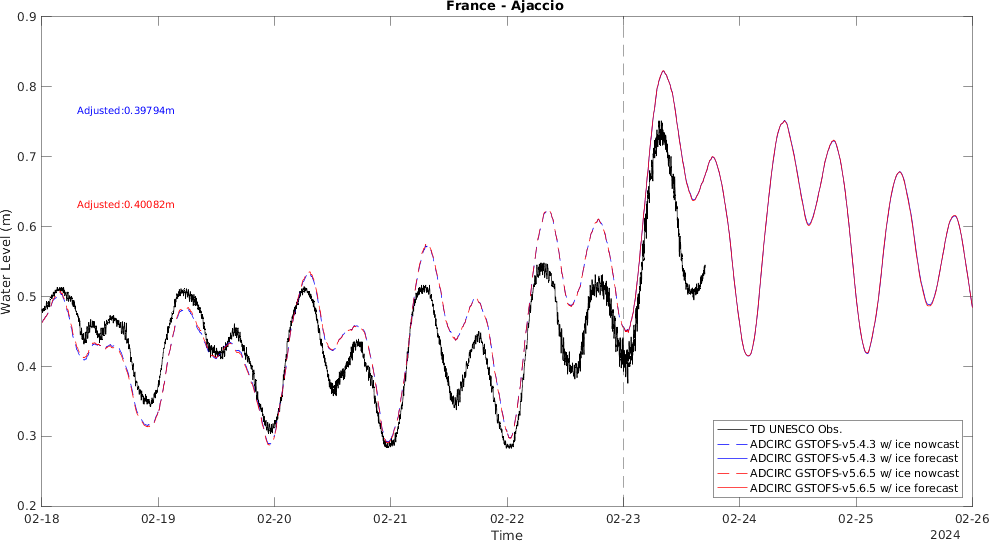 France - Ajaccio
0.9
0.8
0.7
0.6
0.5
0.4
0.3
0.2
Water Level (m)
Adjusted:0.39794m
Adjusted:0.40082m
TD UNESCO Obs.
ADCIRC GSTOFS-v5.4.3 w/ ice nowcast
ADCIRC GSTOFS-v5.4.3 w/ ice forecast
ADCIRC GSTOFS-v5.6.5 w/ ice nowcast
ADCIRC GSTOFS-v5.6.5 w/ ice forecast
02-18 02-19 02-20 02-21 02-22 02-23 02-24 02-25 02-26
Time
2024